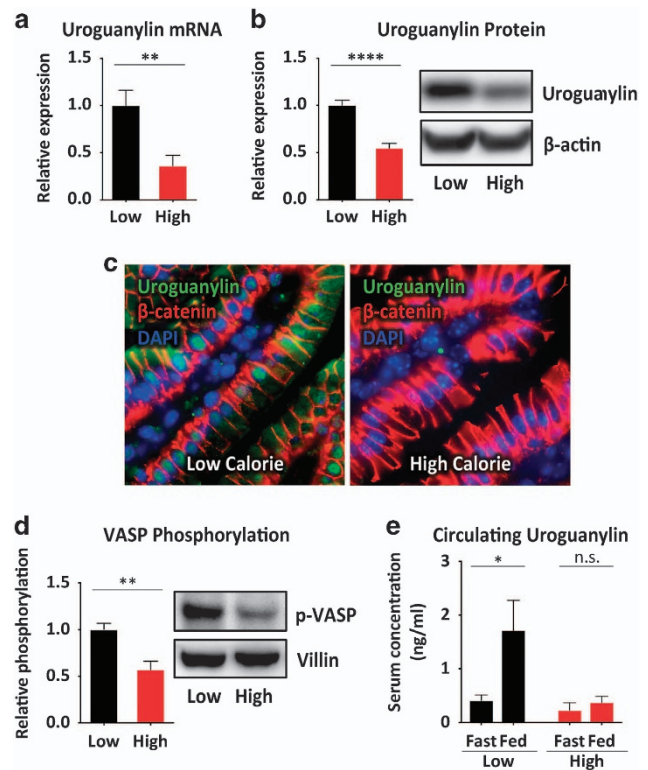 a
Uroguanylin mRNA
**
Relative expression
1.5
1.0
0.5
0.0
Low High
b
Uroguanylin Protein
****
Relative expression
1.5
1.0
0.5
0.0
Low High
Uroguaylin
β-actin
Low High
c
Uroguanylin
β-catenin
DAPI
Low Calorie
Uroguanylin
β-catenin
DAPI
High Calorie
d
VASP Phosphorylation
**
Relative phosphorylation
1.5
1.0
0.5
0.0
Low High
p-VASP
Villin
Low High
e
Circulating Uroguanylin
* n.s.
Serum concentration
(ng/ml)
3
2
1
0
Fast Fed Fast Fed
Low High